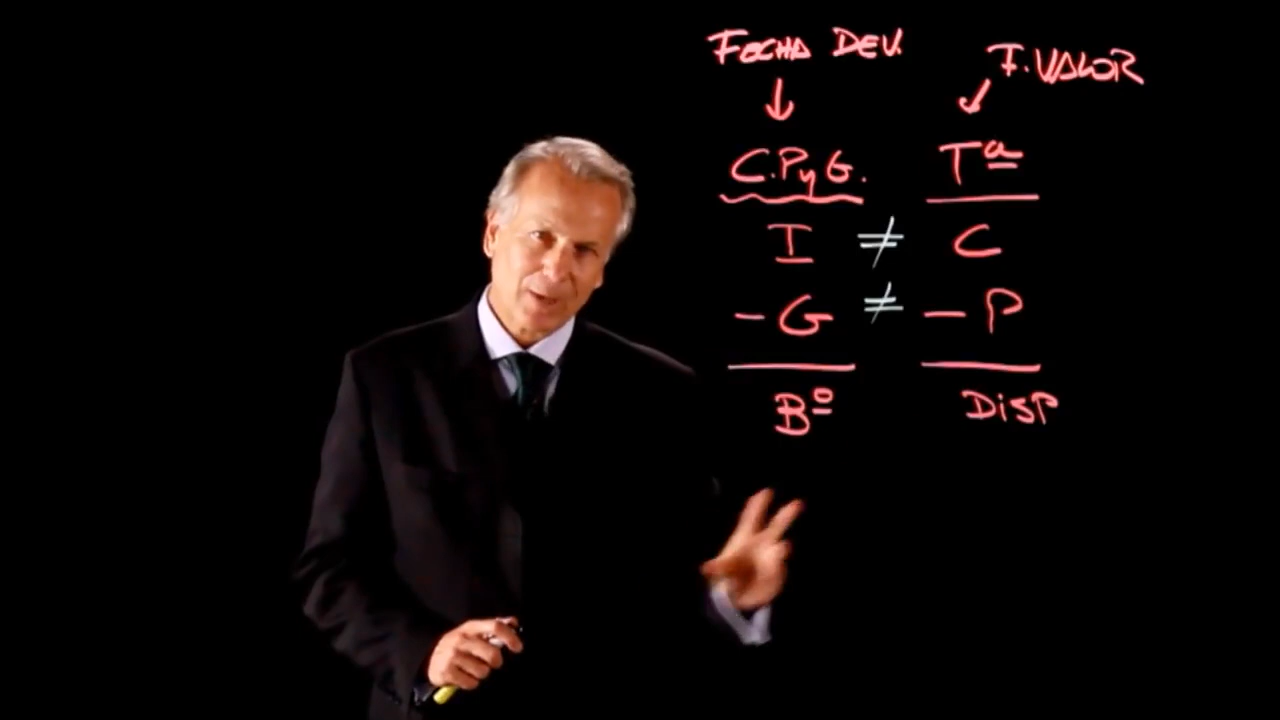 FECHA DEV. F. VALOR
↓ ↙
C.PyG. Tª
I ≠ C
- G ≠ - P
Bº DISP